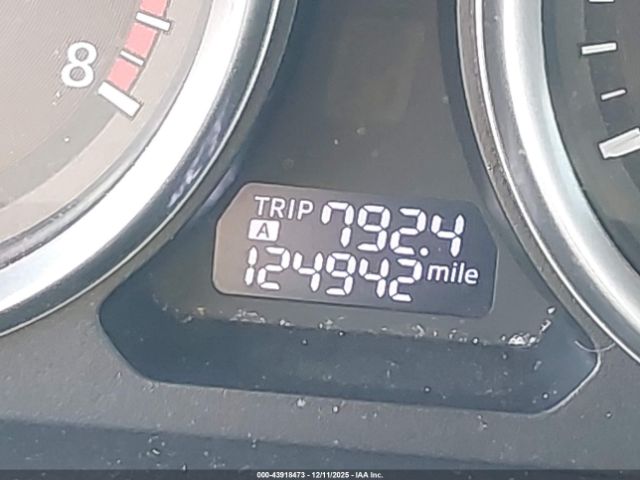 8
TRIP 792.4
A
124942 mile
000-43918473 - 12/11/2025 - IAA Inc.